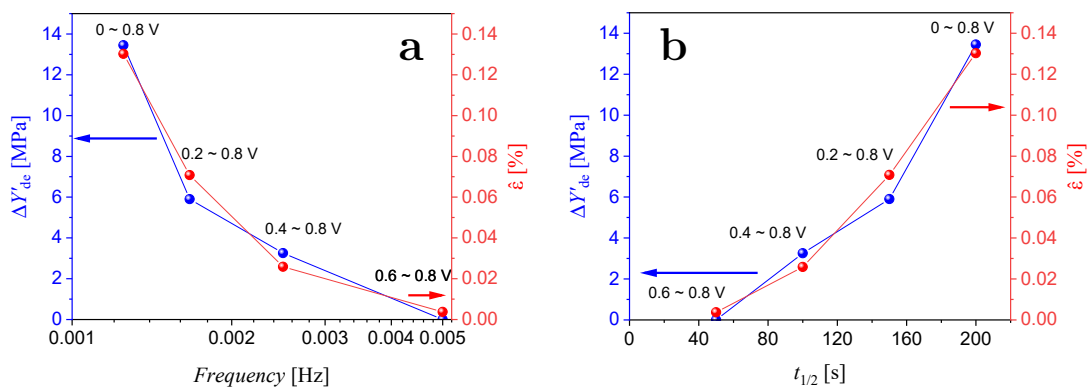 a
0 ~ 0.8 V
0.2 ~ 0.8 V
0.4 ~ 0.8 V
0.6 ~ 0.8 V
14
12
10
8
6
4
2
0
ΔY′de [MPa]
0.14
0.12
0.10
0.08
0.06
0.04
0.02
0.00
ε̂ [%]
0.001 0.002 0.003 0.004 0.005
Frequency [Hz]
b
0 ~ 0.8 V
0.2 ~ 0.8 V
0.4 ~ 0.8 V
0.6 ~ 0.8 V
14
12
10
8
6
4
2
0
ΔY′de [MPa]
0.15
0.14
0.12
0.10
0.08
0.06
0.04
0.02
0.00
ε̂ [%]
0 40 80 120 160 200
t1/2 [s]